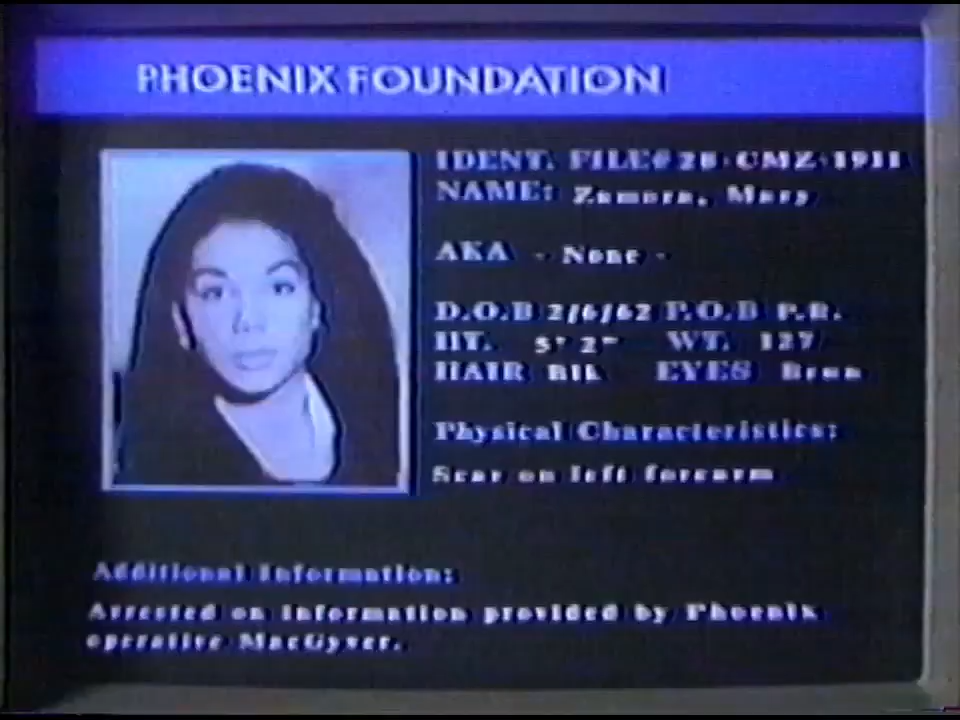 PHOENIX FOUNDATION
IDENT. FILE# 28-CMZ-1911
NAME: Zamora, Mary
AKA - None -
D.O.B 2/6/62 P.O.B P.R.
HT. 5' 2" WT. 127
HAIR Blk EYES Brwn
Physical Characteristics:
Scar on left forearm
Additional Information:
Arrested on information provided by Phoenix
operative MacGyver.